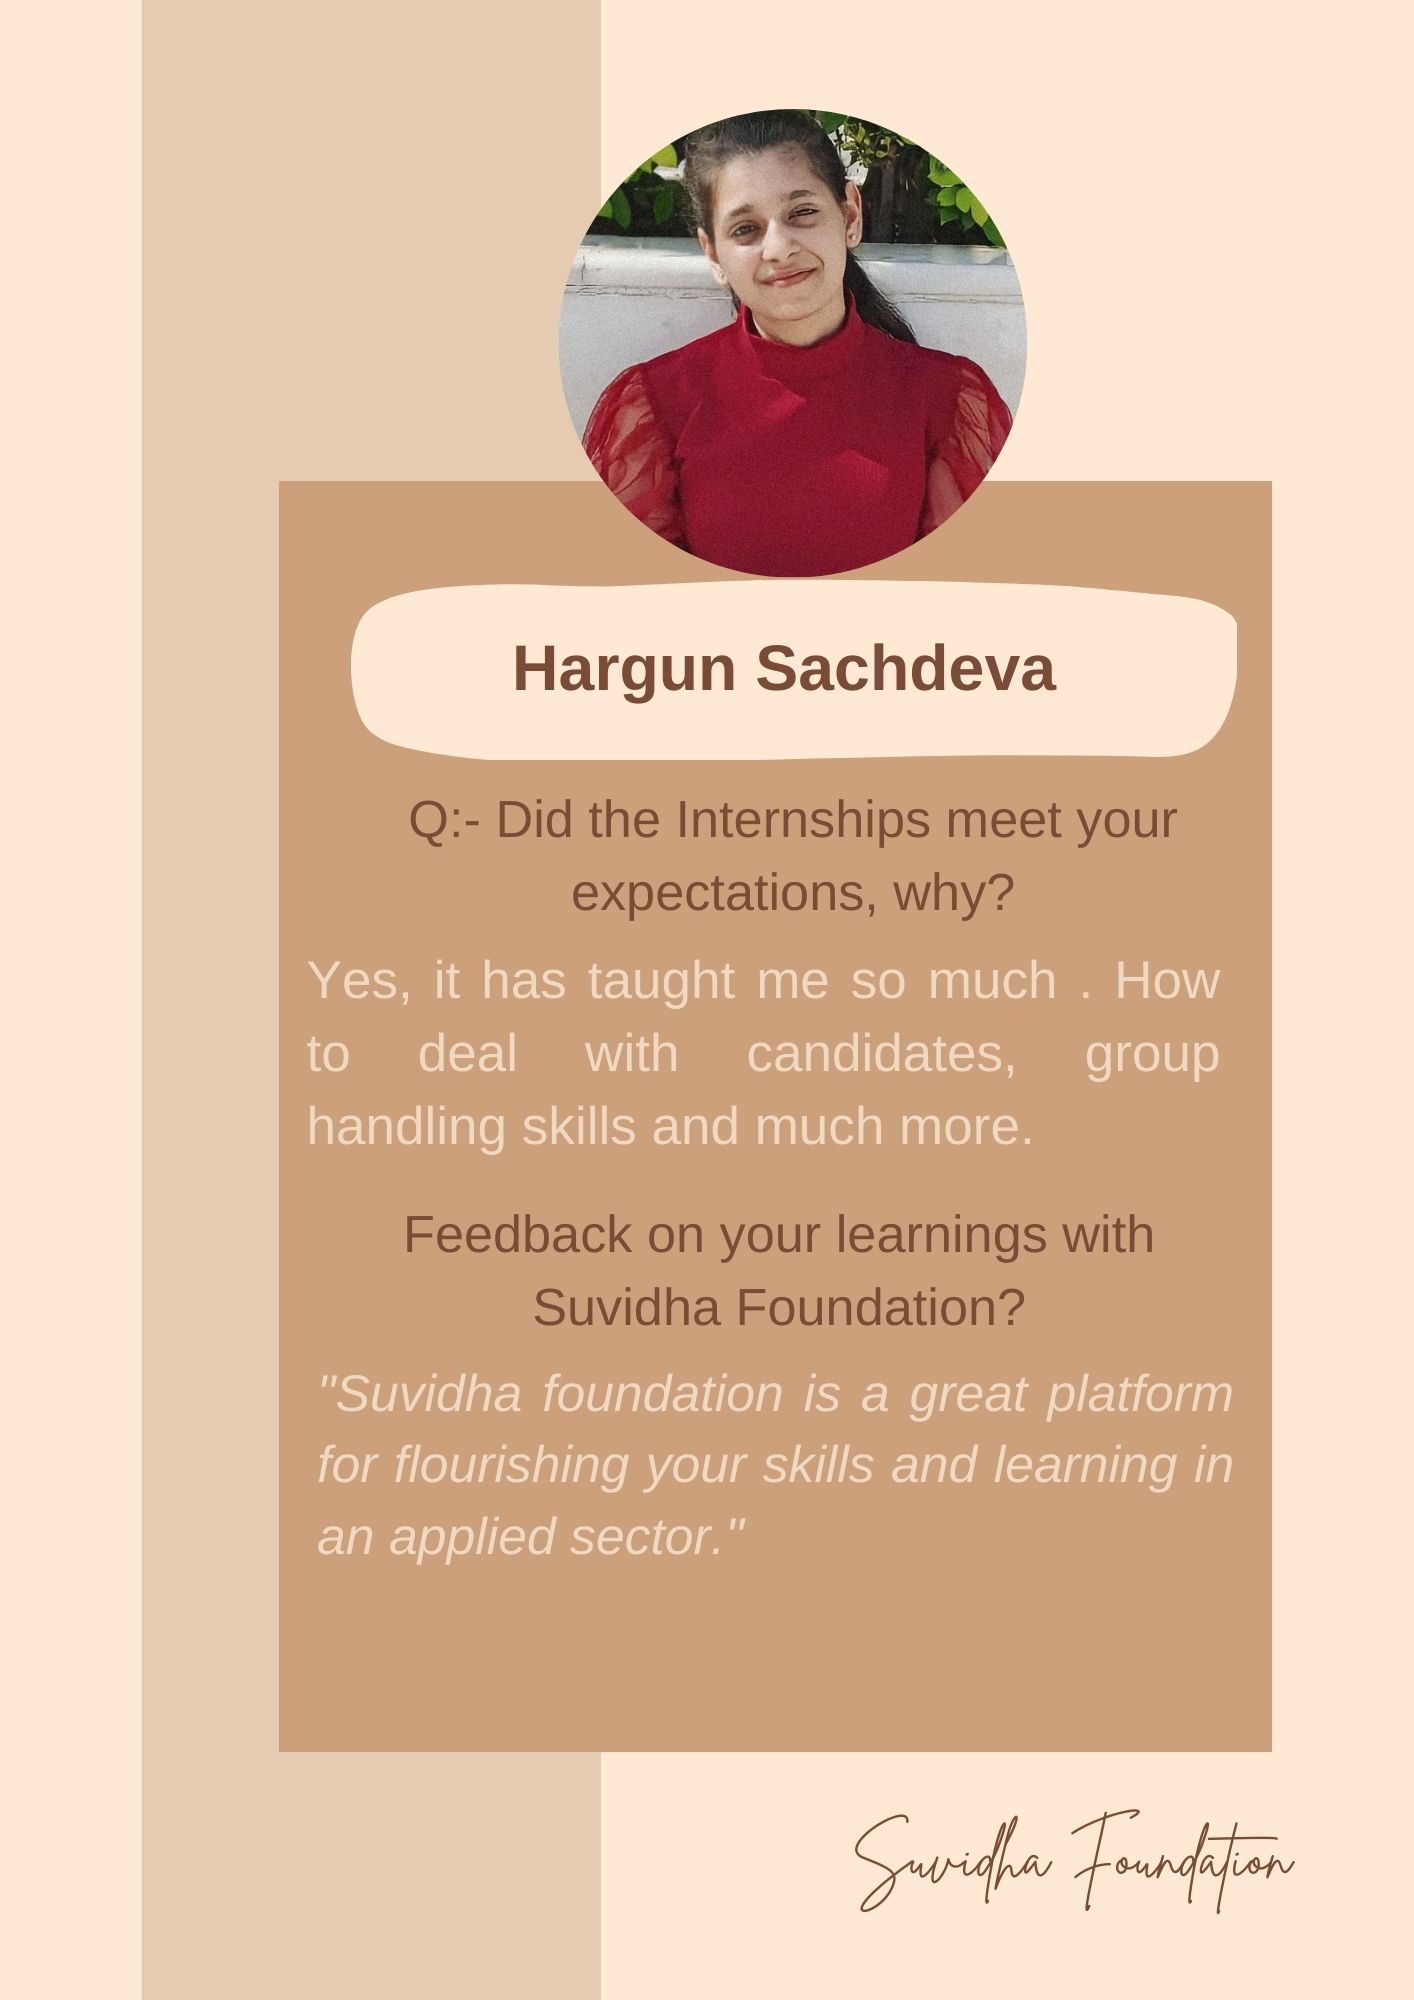 Hargun Sachdeva
Q:- Did the Internships meet your
expectations, why?
Yes, it has taught me so much . How
to deal with candidates, group
handling skills and much more.
Feedback on your learnings with
Suvidha Foundation?
"Suvidha foundation is a great platform
for flourishing your skills and learning in
an applied sector."
Suvidha Foundation